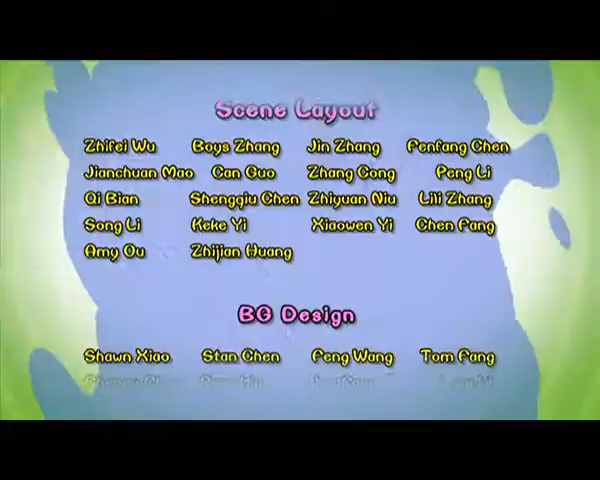 Scene Layout
Zhifei Wu Boys Zhang Jin Zhang Fenfang Chen
Jianchuan Mao Can Guo Zhang Cong Peng Li
Qi Bian Shengqiu Chen Zhiyuan Niu Lili Zhang
Song Li Keke Yi Xiaowen Yi Chen Fang
Amy Ou Zhijian Huang
BG Design
Shawn Xiao Stan Chen Feng Wang Tom Fang